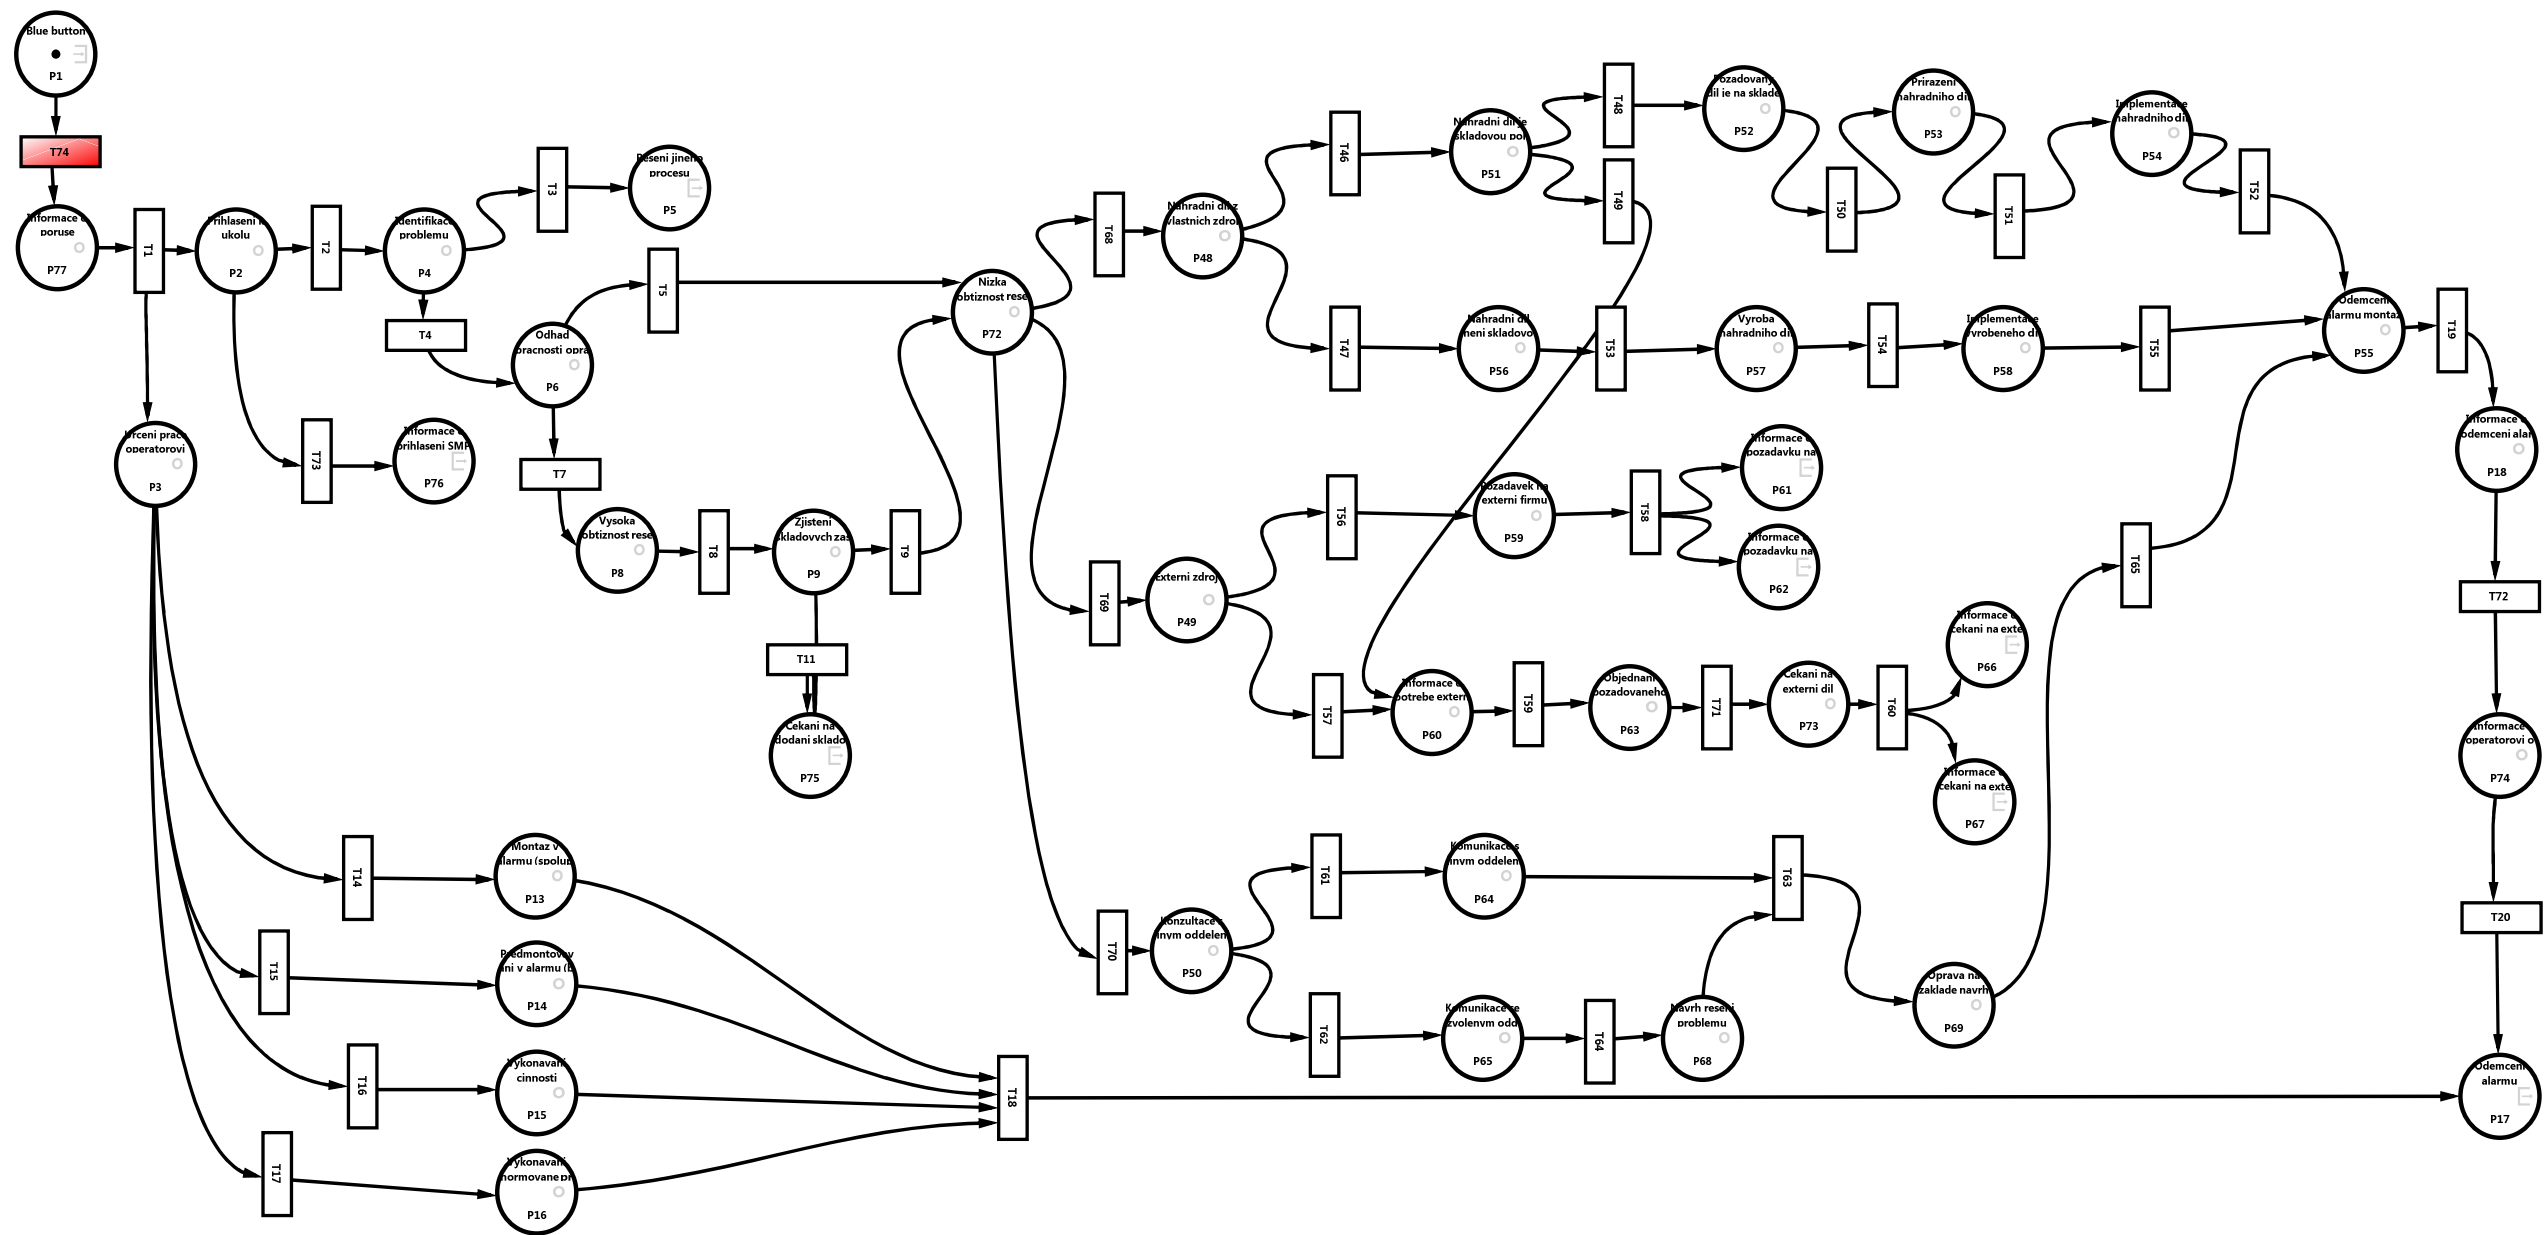 Blue button
P1
T74
Informace o
poruse
P77
T1
Prihlaseni k
ukolu
P2
T2
Identifikace
problemu
P4
T3
Reseni jineho
procesu
P5
T4
T5
Odhad
pracnosti opra
P6
T7
Urceni prace
operatorovi
P3
T73
Informace o
prihlaseni SMP
P76
Vysoka
obtiznost rese
P8
T8
Zjisteni
skladovych zas
P9
T9
T11
Cekani na
dodani sklado
P75
Nizka
obtiznost rese
P72
T68
Nahradni dil z
vlastnich zdroj
P48
T46
Nahradni dil je
skladovou pol
P51
T48
Pozadovany
dil je na sklade
P52
T49
T50
Prirazeni
nahradniho dil
P53
T51
Implementace
nahradniho dil
P54
T52
T47
Nahradni dil
neni skladovo
P56
T53
Vyroba
nahradniho dil
P57
T54
Implementace
vyrobeneho dil
P58
T55
Odemceni
alarmu montaz
P55
T19
Informace o
odemceni alar
P18
T72
Informace
operatorovi o
P74
T20
Odemceni
alarmu
P17
T69
Externi zdroj
P49
T56
Pozadavek na
externi firmu
P59
T58
Informace o
pozadavku na
P61
Informace o
pozadavku na
P62
T57
Informace o
potrebe extern
P60
T59
Objednani
pozadovaneho
P63
T71
Cekani na
externi dil
P73
T60
Informace o
cekani na exte
P66
Informace o
cekani na exte
P67
T65
T70
Konzultace s
jinym oddelen
P50
T61
Komunikace s
jinym oddelen
P64
T63
T62
Komunikace se
zvolenym odd
P65
T64
Navrh reseni
problemu
P68
Oprava na
zaklade navrh
P69
T14
Montaz v
alarmu (spolup
P13
T15
Predmontovov
ani v alarmu (b
P14
T16
Vykonavani
cinnosti
P15
T17
Vykonavani
normovane pr
P16
T18